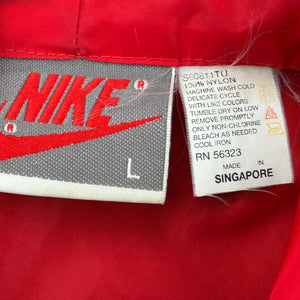 NIKE®
®
L
100% NYLON
MACHINE WASH COLD
DELICATE CYCLE
WITH LIKE COLORS
TUMBLE DRY ON LOW
REMOVE PROMPTLY
ONLY NON-CHLORINE
BLEACH AS NEEDED
COOL IRON
RN 56323
MADE IN
SINGAPORE